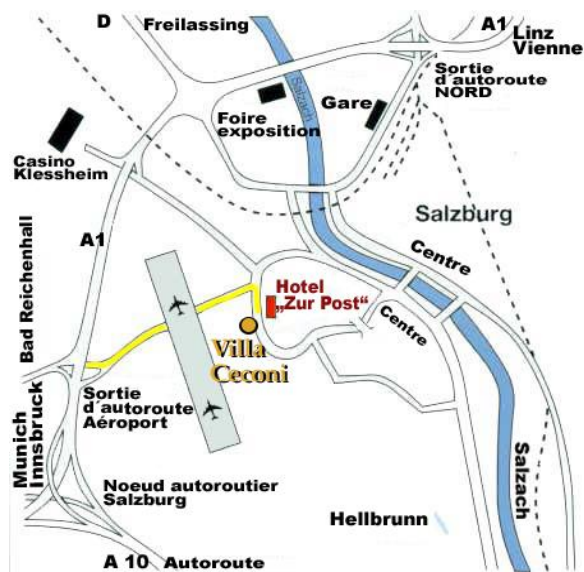 D
Freilassing
A1
Linz
Vienne
Sortie
d'autoroute
NORD
Salzach
Gare
Foire
exposition
Casino
Klessheim
Salzburg
Centre
A1
Bad Reichenhall
Hotel
„Zur Post“
Centre
Villa
Ceconi
Sortie
d'autoroute
Aéroport
Munich
Innsbruck
Noeud autoroutier
Salzburg
Salzach
Hellbrunn
A 10 Autoroute